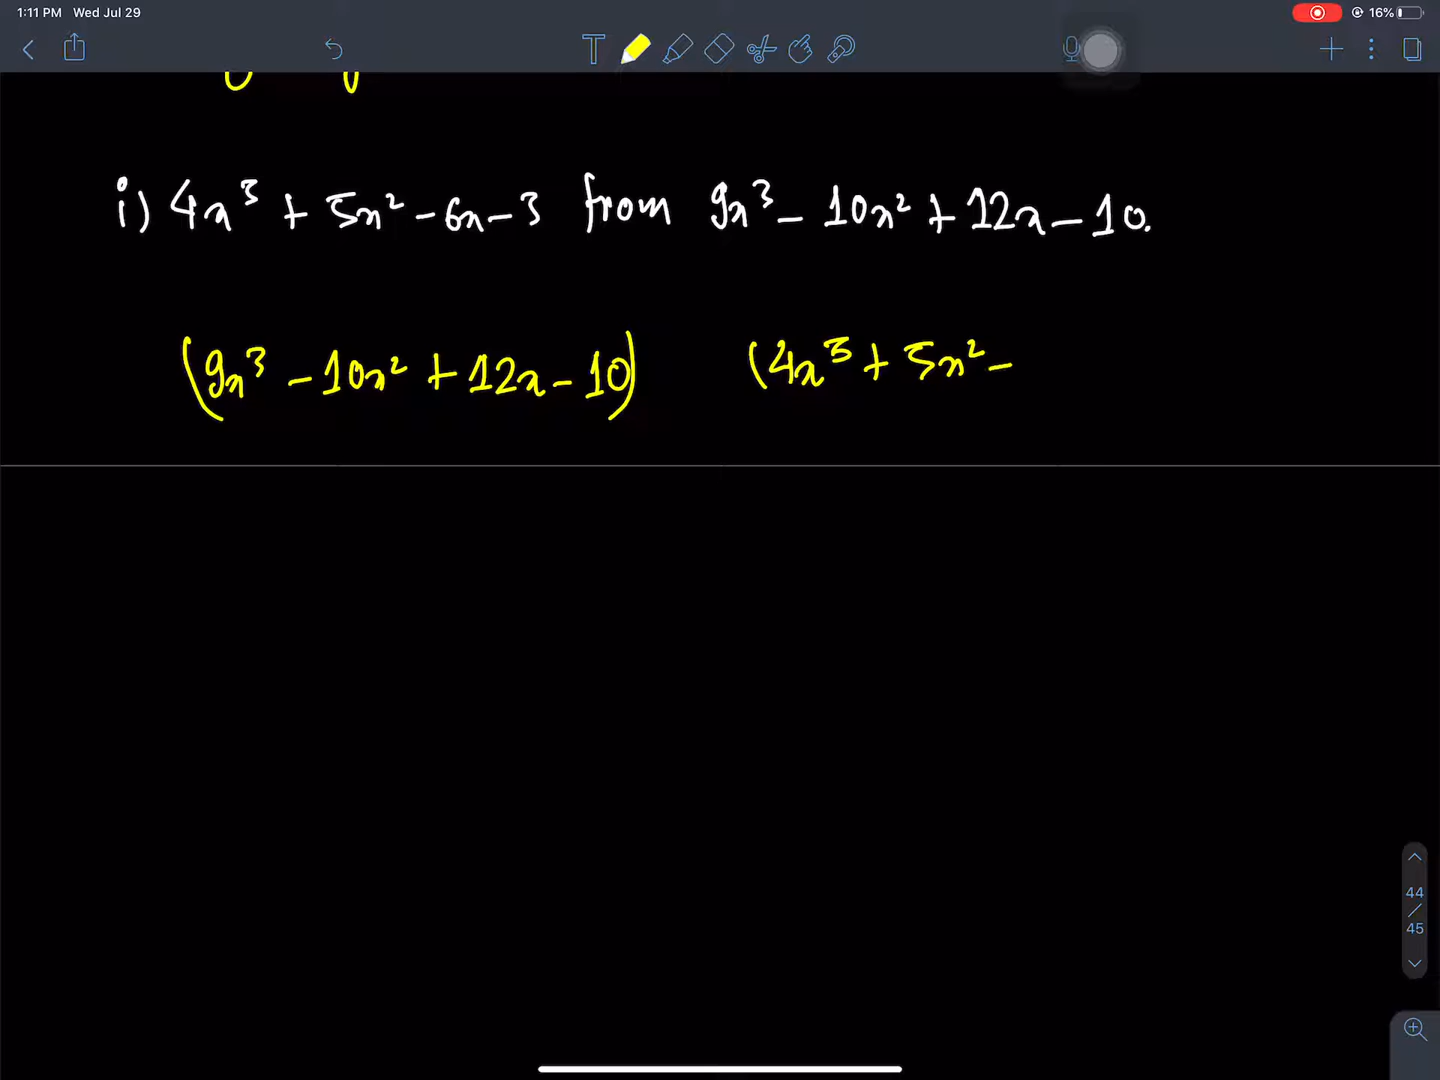 1:11 PM Wed Jul 29
16%
T
i) 4x³ + 5x² - 6x - 3 from 9x³ - 10x² + 12x - 10.
(9x³ - 10x² + 12x - 10) (4x³ + 5x² -
44
/
45